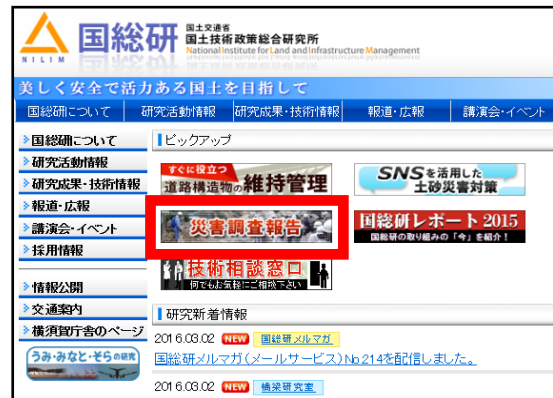 国総研
NILIM
国土交通省
国土技術政策総合研究所
National Institute for Land and Infrastructure Management
美しく安全で活力ある国土を目指して
国総研について 研究活動情報 研究成果・技術情報 報道・広報 講演会・イベント
国総研について
研究活動情報
研究成果・技術情報
報道・広報
講演会・イベント
採用情報
情報公開
交通案内
横須賀庁舎のページ
うみ・みなと・そらの研究
ピックアップ
すぐに役立つ
道路構造物の維持管理
SNSを活用した
土砂災害対策
災害調査報告
国総研レポート2015
国総研の取り組みの「今」を紹介！
技術相談窓口
何でもお気軽にご相談下さい
研究新着情報
2016.03.02 NEW 国総研メルマガ
国総研メルマガ(メールサービス)No.214を配信しました。
2016.03.02 NEW 橋梁研究室